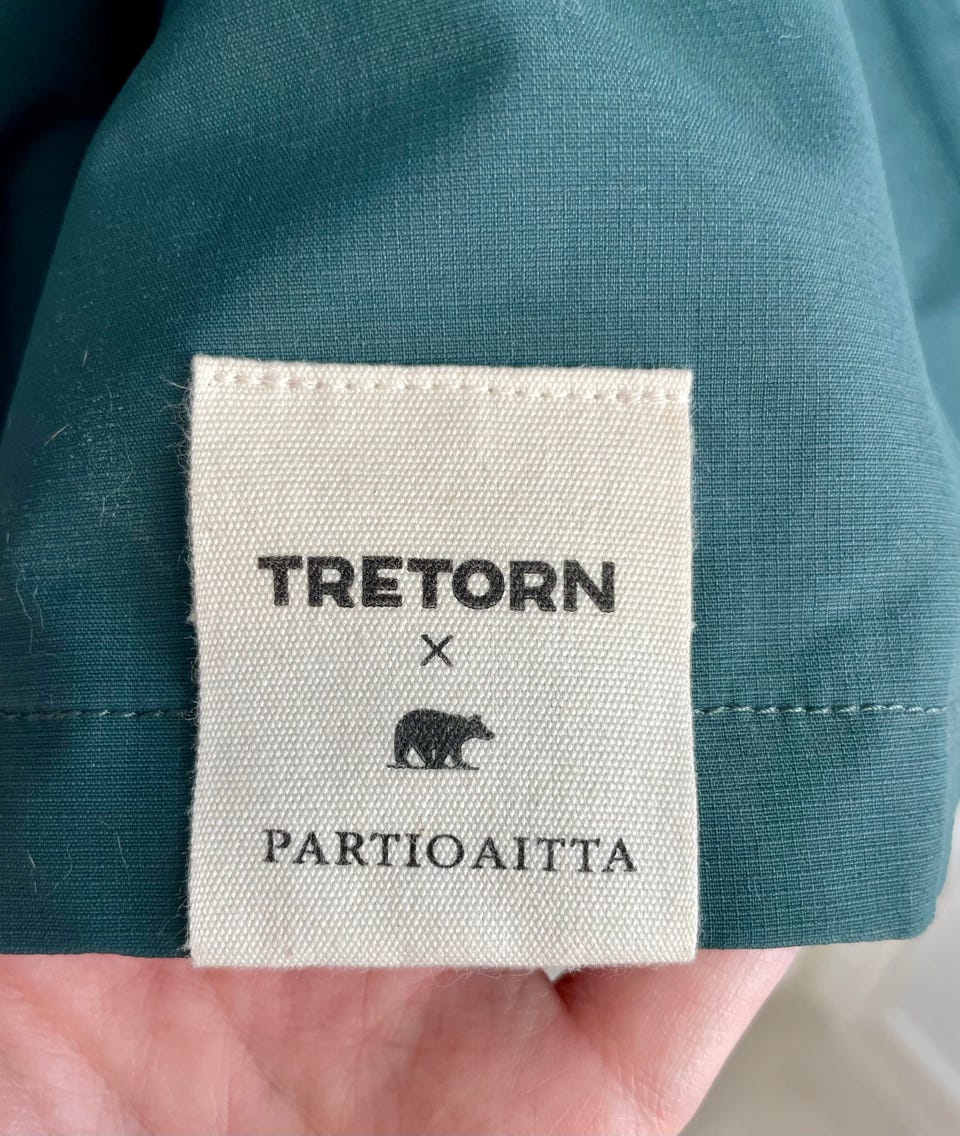 TRETORN
×
PARTIOAITTA